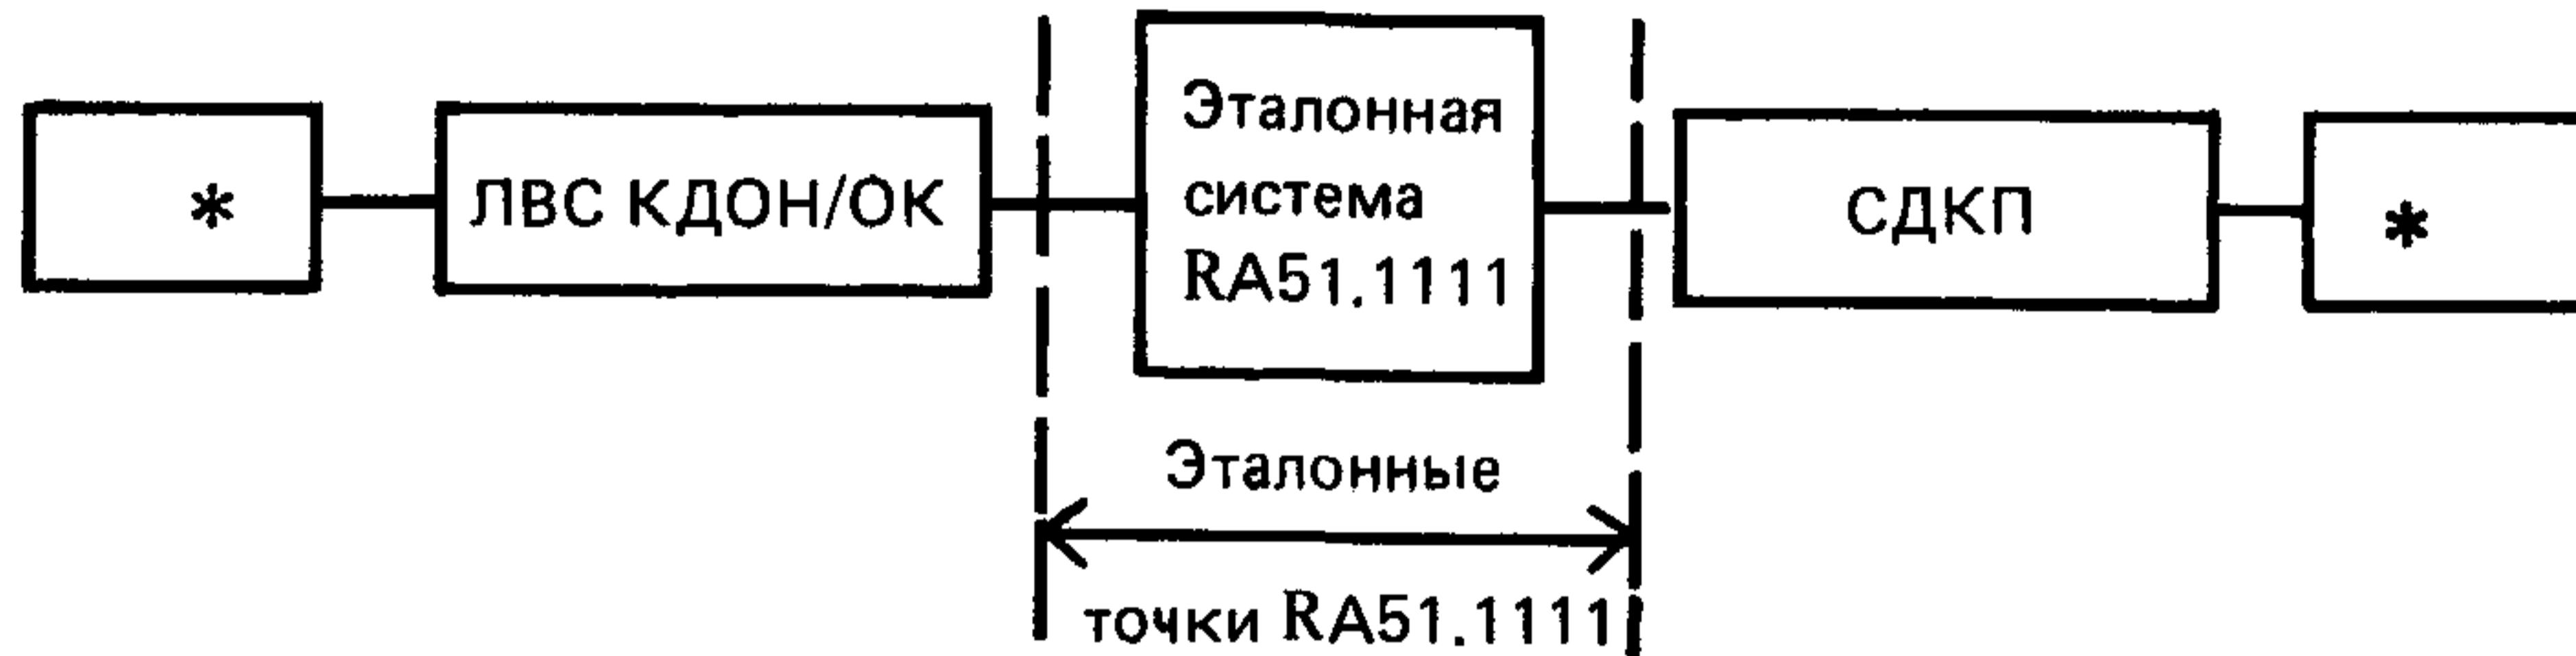 *
ЛВС КДОН/ОК
Эталонная
система
RA51.1111
СДКП
*
Эталонные
точки RA51.1111